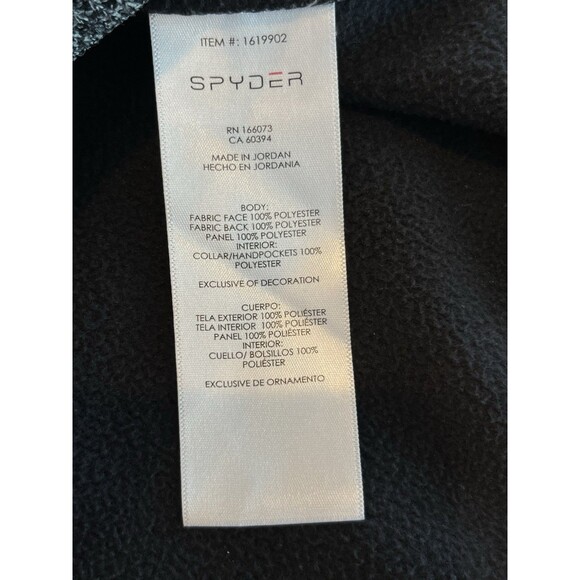 ITEM #: 1619902
SPYDER
RN 166073
CA 60394
MADE IN JORDAN
HECHO EN JORDANIA
BODY:
FABRIC FACE 100% POLYESTER
FABRIC BACK 100% POLYESTER
PANEL 100% POLYESTER
INTERIOR:
COLLAR/HANDPOCKETS 100%
POLYESTER
EXCLUSIVE OF DECORATION
CUERPO:
TELA EXTERIOR 100% POLIÉSTER
TELA INTERIOR 100% POLIÉSTER
PANEL 100% POLIÉSTER
INTERIOR:
CUELLO/ BOLSILLOS 100%
POLIÉSTER
EXCLUSIVE DE ORNAMENTO